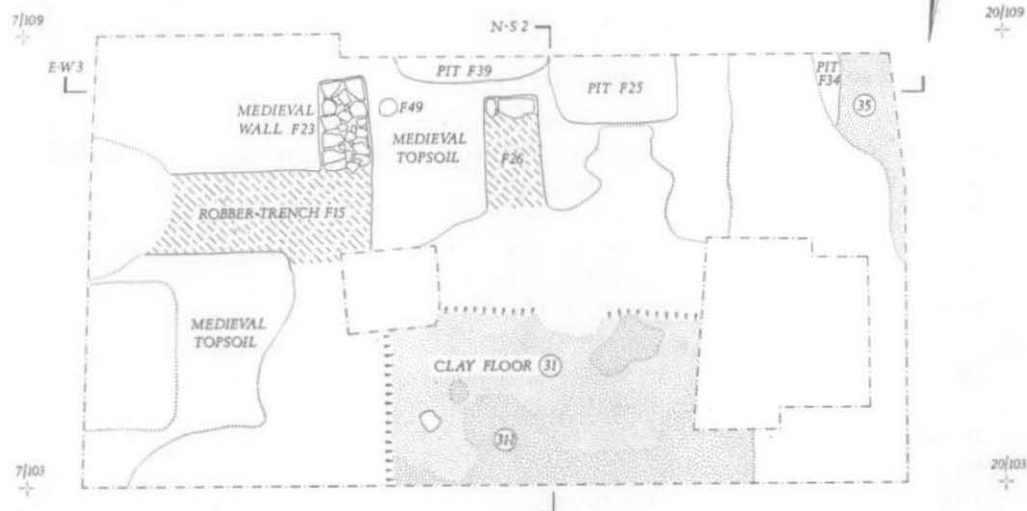 7/109
N-S 2
20/109
E-W 3
PIT F39
PIT F25
PIT
F34
35
MEDIEVAL
WALL F23
F49
MEDIEVAL
TOPSOIL
F26
ROBBER-TRENCH F15
MEDIEVAL
TOPSOIL
CLAY FLOOR 31
311
7/103
20/103